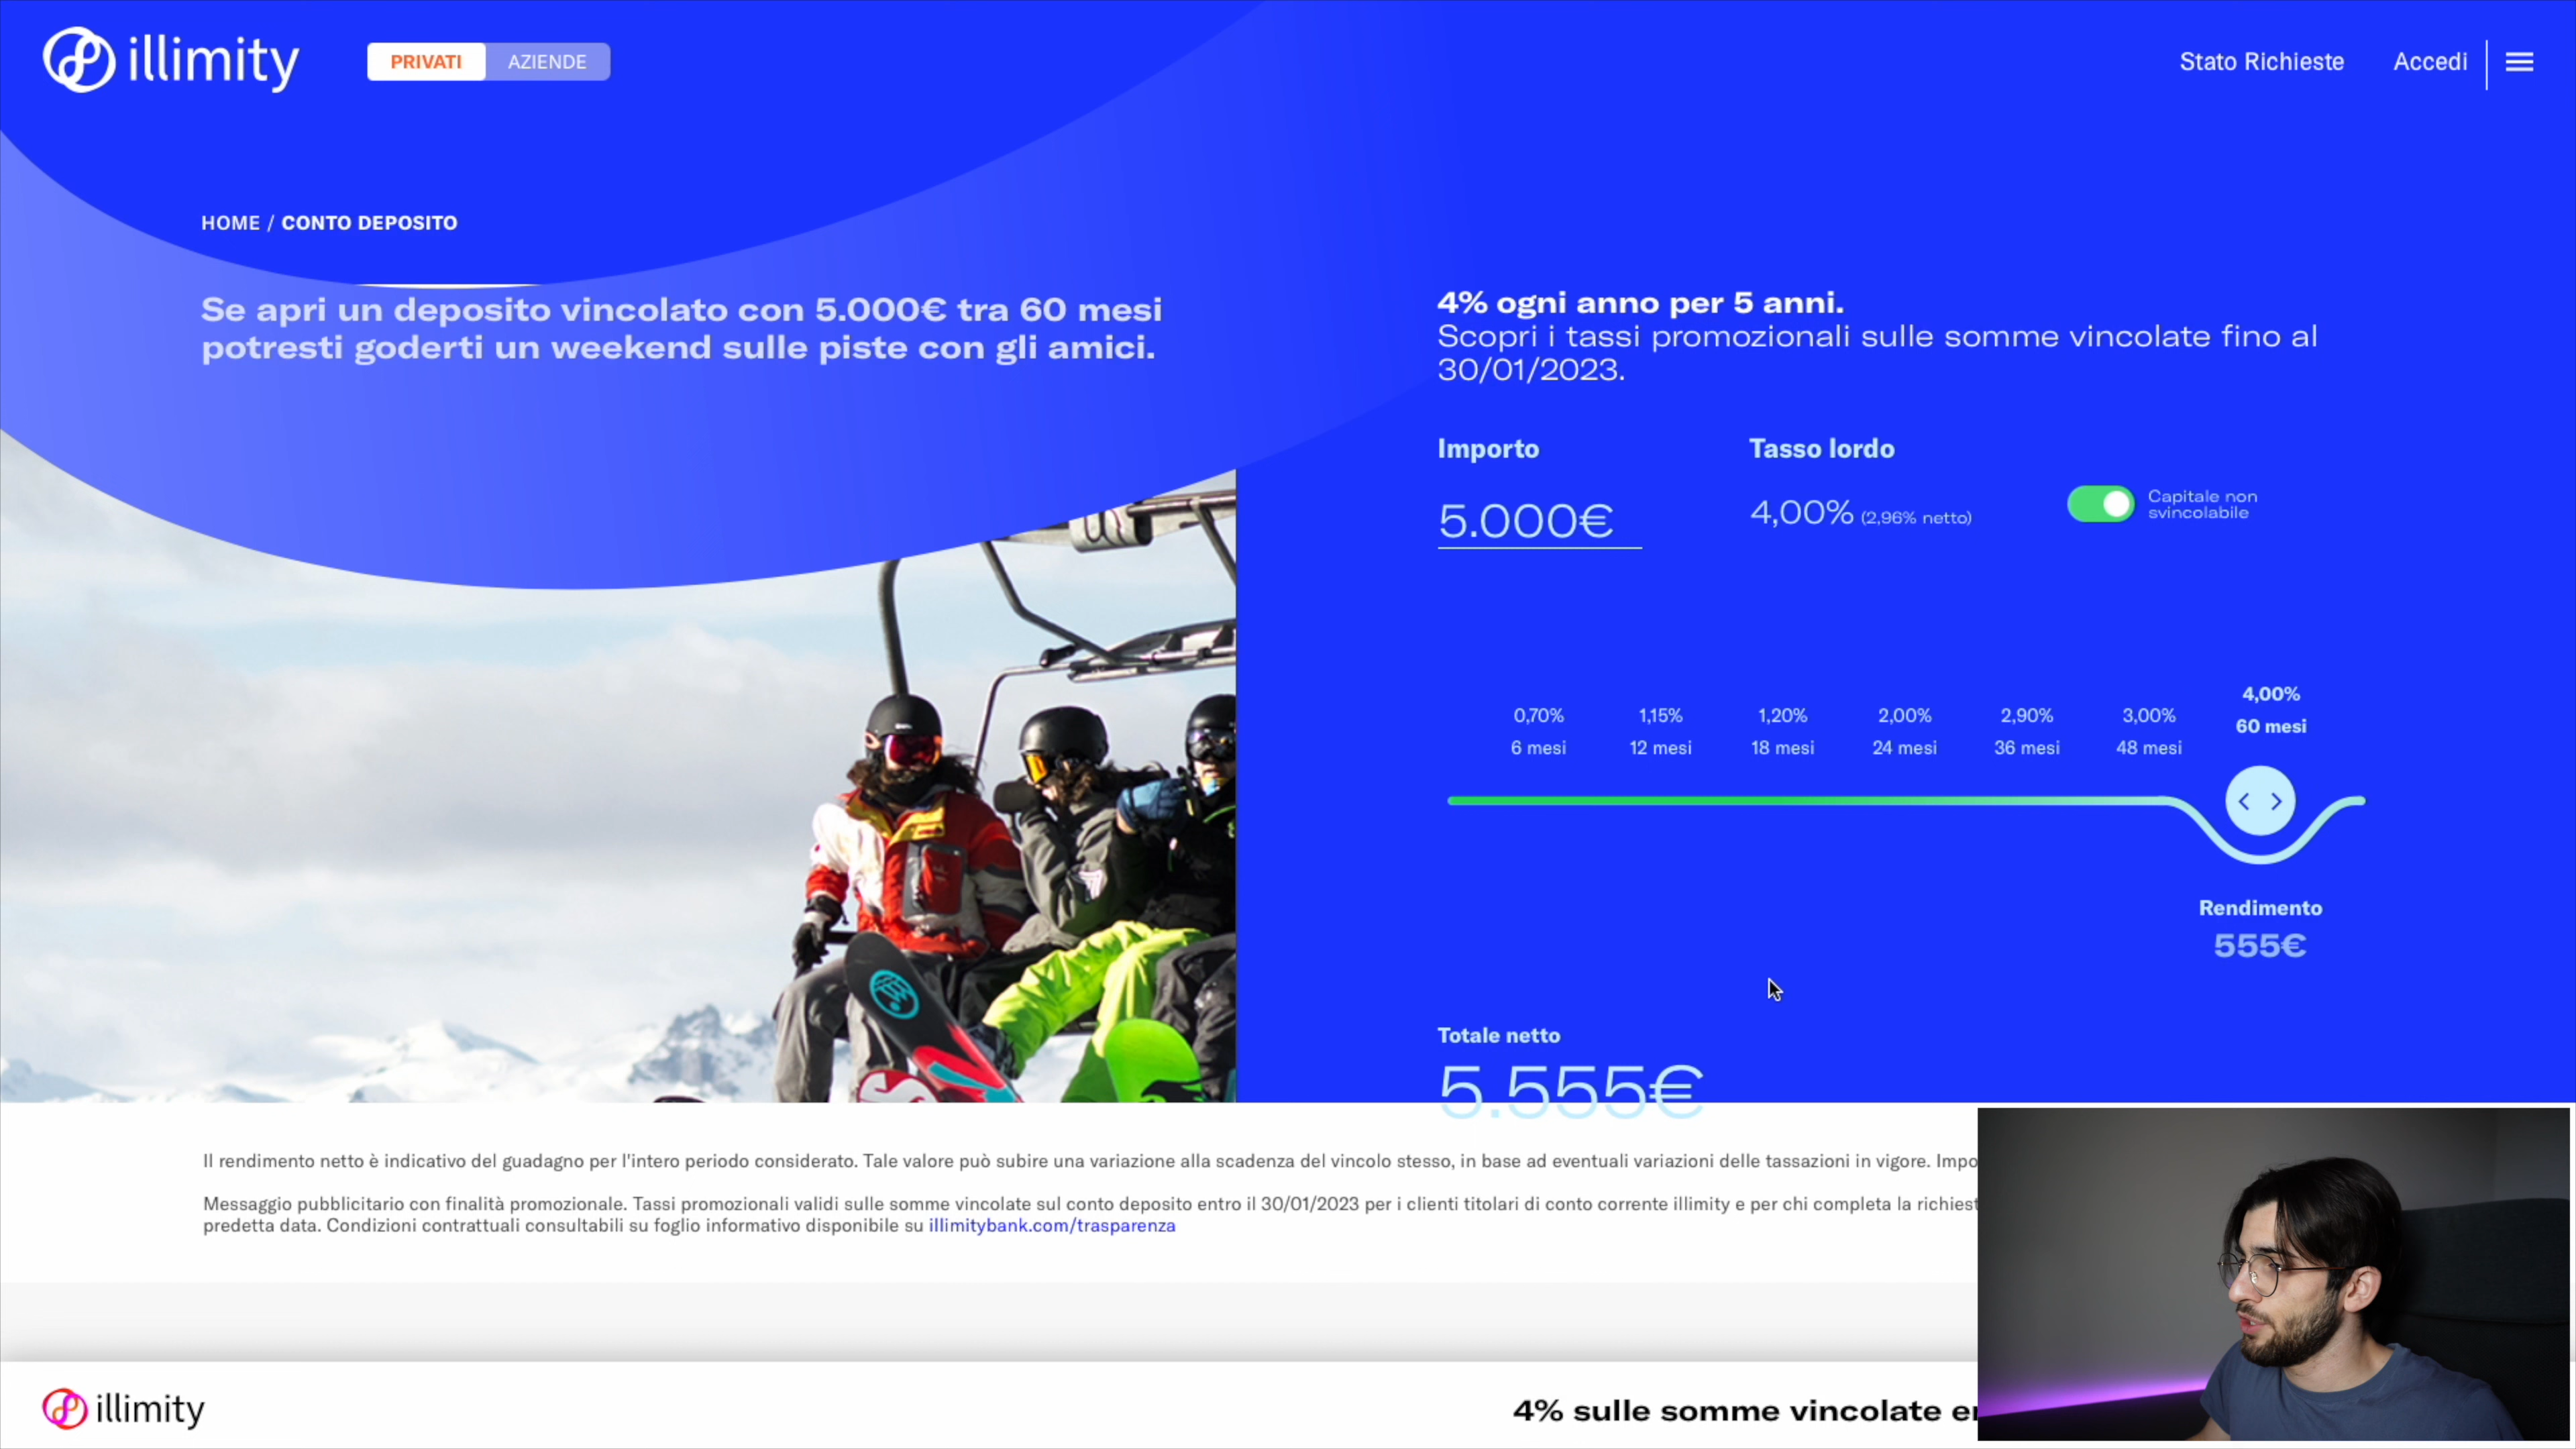 illimity
PRIVATI
AZIENDE
Stato Richieste
Accedi
HOME / CONTO DEPOSITO
Se apri un deposito vincolato con 5.000€ tra 60 mesi
potresti goderti un weekend sulle piste con gli amici.
4% ogni anno per 5 anni.
Scopri i tassi promozionali sulle somme vincolate fino al
30/01/2023.
Importo
5.000€
Tasso lordo
4,00% (2,96% netto)
Capitale non
svincolabile
0,70%
6 mesi
1,15%
12 mesi
1,20%
18 mesi
2,00%
24 mesi
2,90%
36 mesi
3,00%
48 mesi
4,00%
60 mesi
Rendimento
555€
Totale netto
5.555€
Il rendimento netto è indicativo del guadagno per l'intero periodo considerato. Tale valore può subire una variazione alla scadenza del vincolo stesso, in base ad eventuali variazioni delle tassazioni in vigore.
Messaggio pubblicitario con finalità promozionale. Tassi promozionali validi sulle somme vincolate sul conto deposito entro il 30/01/2023 per i clienti titolari di conto corrente illimity e per chi completa la
predetta data. Condizioni contrattuali consultabili su foglio informativo disponibile su illimitybank.com/trasparenza
illimity
4% sulle somme vincolate